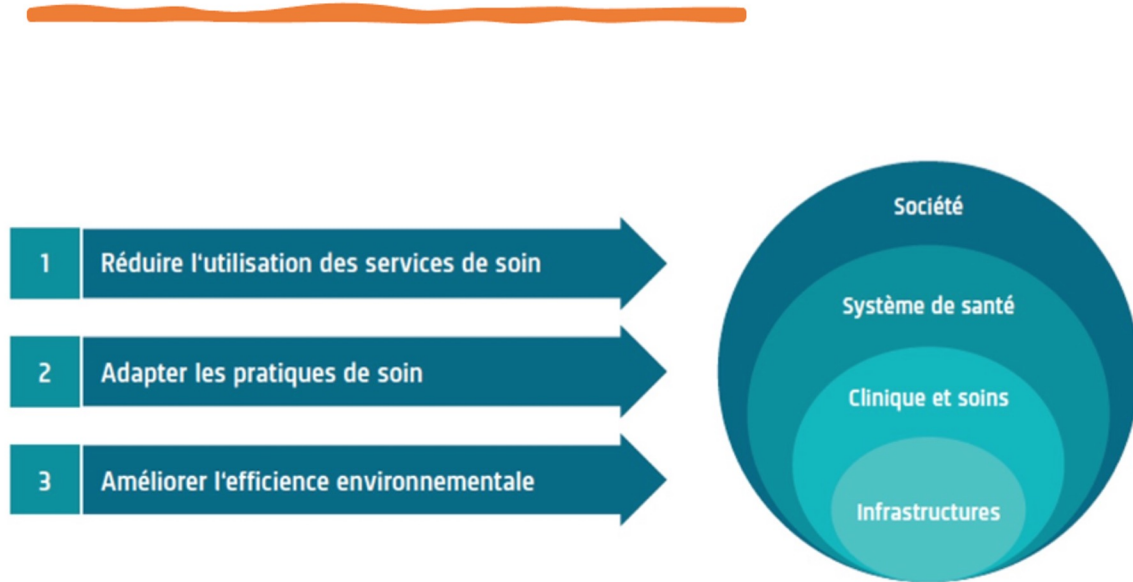 1 Réduire l'utilisation des services de soin
2 Adapter les pratiques de soin
3 Améliorer l'efficience environnementale
Société
Système de santé
Clinique et soins
Infrastructures